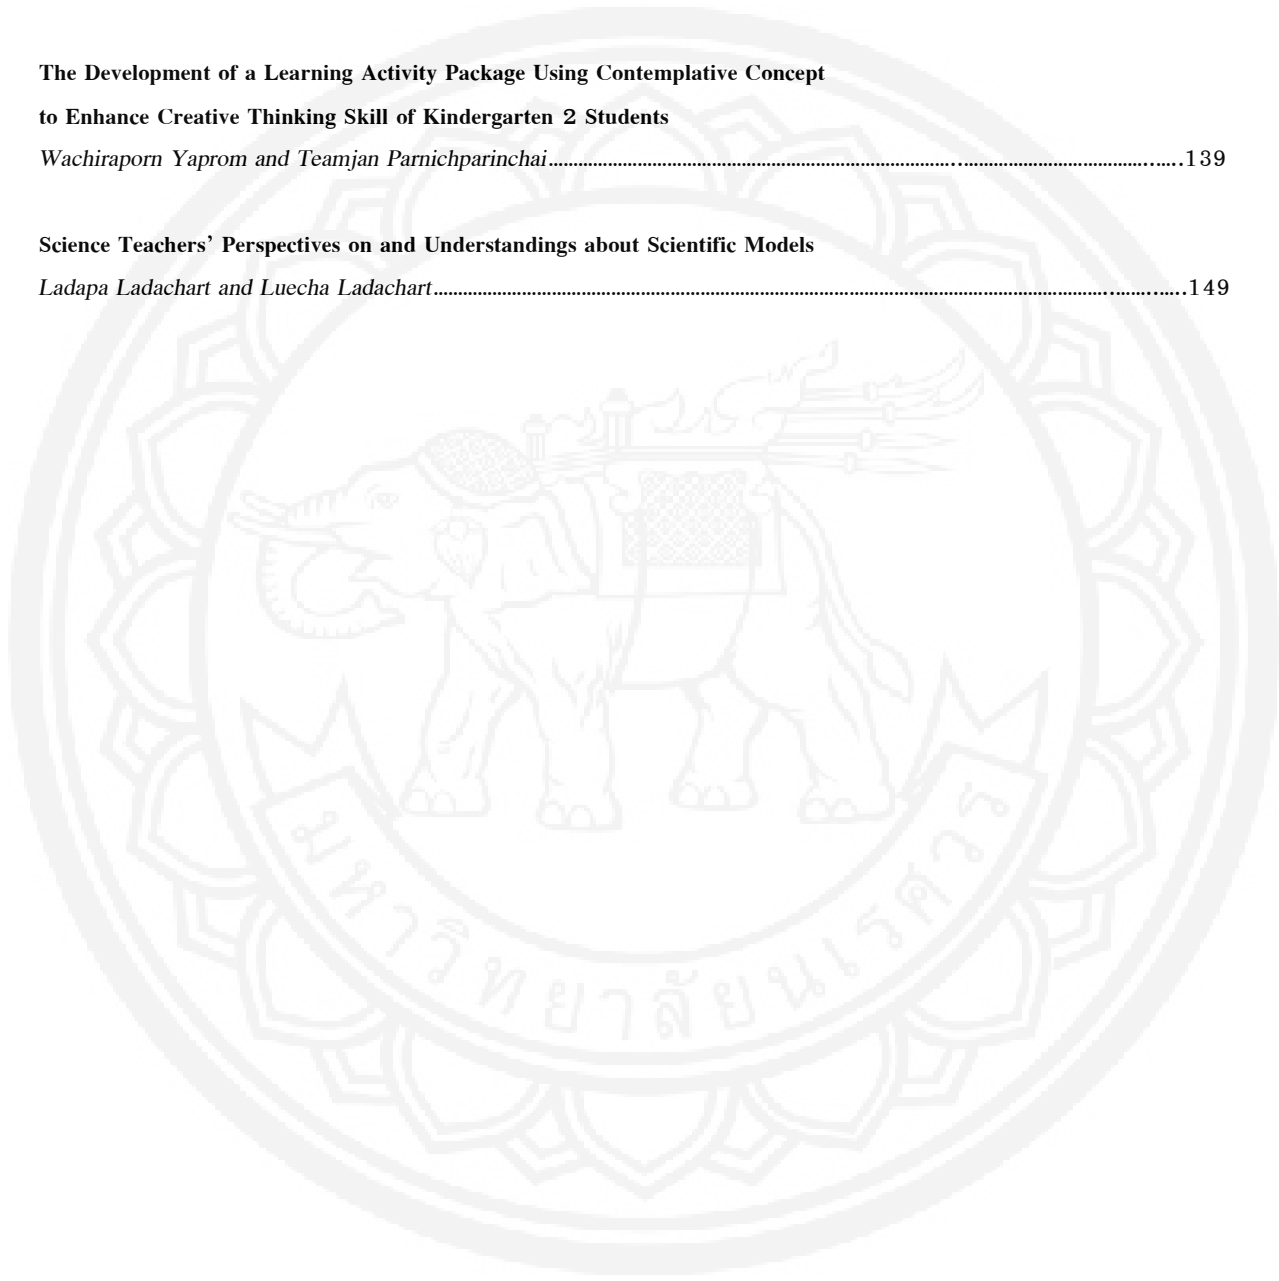 The Development of a Learning Activity Package Using Contemplative Concept
to Enhance Creative Thinking Skill of Kindergarten 2 Students
Wachiraporn Yaprom and Teamjan Parnichparinchai.......................................................................................................................139
Science Teachers’ Perspectives on and Understandings about Scientific Models
Ladapa Ladachart and Luecha Ladachart.............................................................................................................................................149
มหาวิทยาลัยนเรศวร